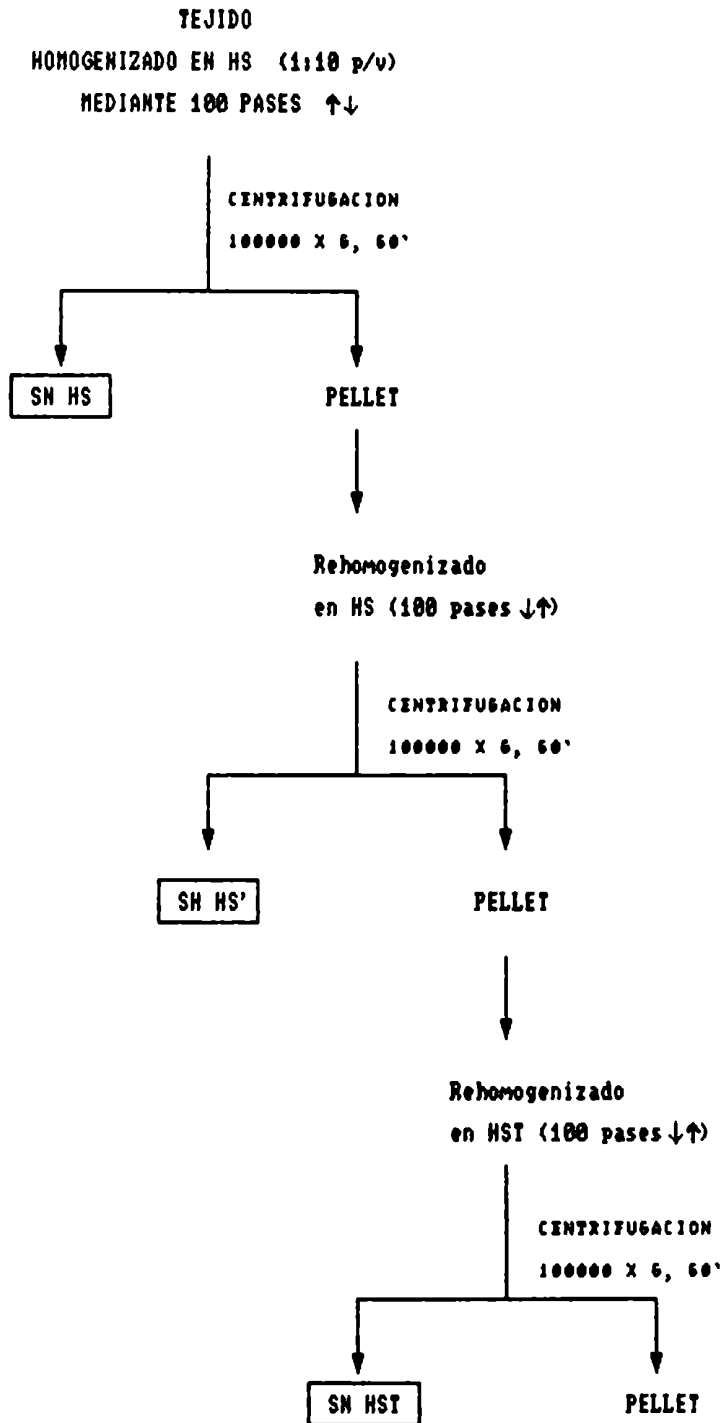 TEJIDO
HOMOGENIZADO EN HS (1:10 p/v)
MEDIANTE 100 PASES ↑↓
CENTRIFUGACION
100000 X G, 60'
SN HS
PELLET
Rehomogenizado
en HS (100 pases ↓↑)
CENTRIFUGACION
100000 X G, 60'
SH HS'
PELLET
Rehomogenizado
en HST (100 pases ↓↑)
CENTRIFUGACION
100000 X G, 60'
SN HST
PELLET